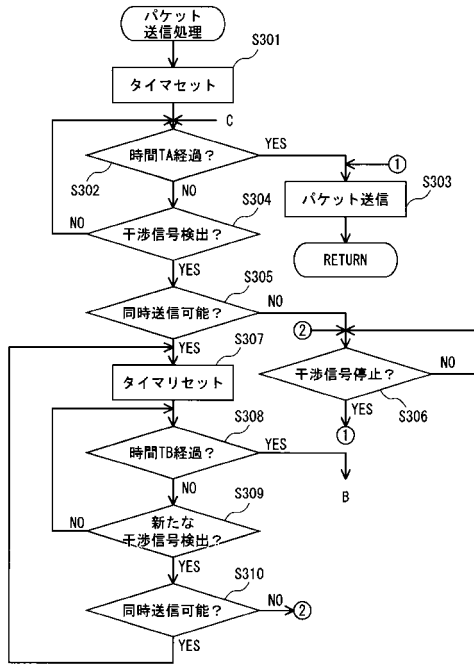 パケット
送信処理
S301
タイマセット
C
時間TA経過?
YES
S302
NO
①
S303
パケット送信
RETURN
S304
干渉信号検出?
NO
YES
S305
同時送信可能?
NO
YES
②
S307
タイマリセット
干渉信号停止?
NO
YES
S306
①
S308
時間TB経過?
YES
NO
B
S309
新たな
干渉信号検出?
NO
YES
S310
同時送信可能?
NO
②
YES